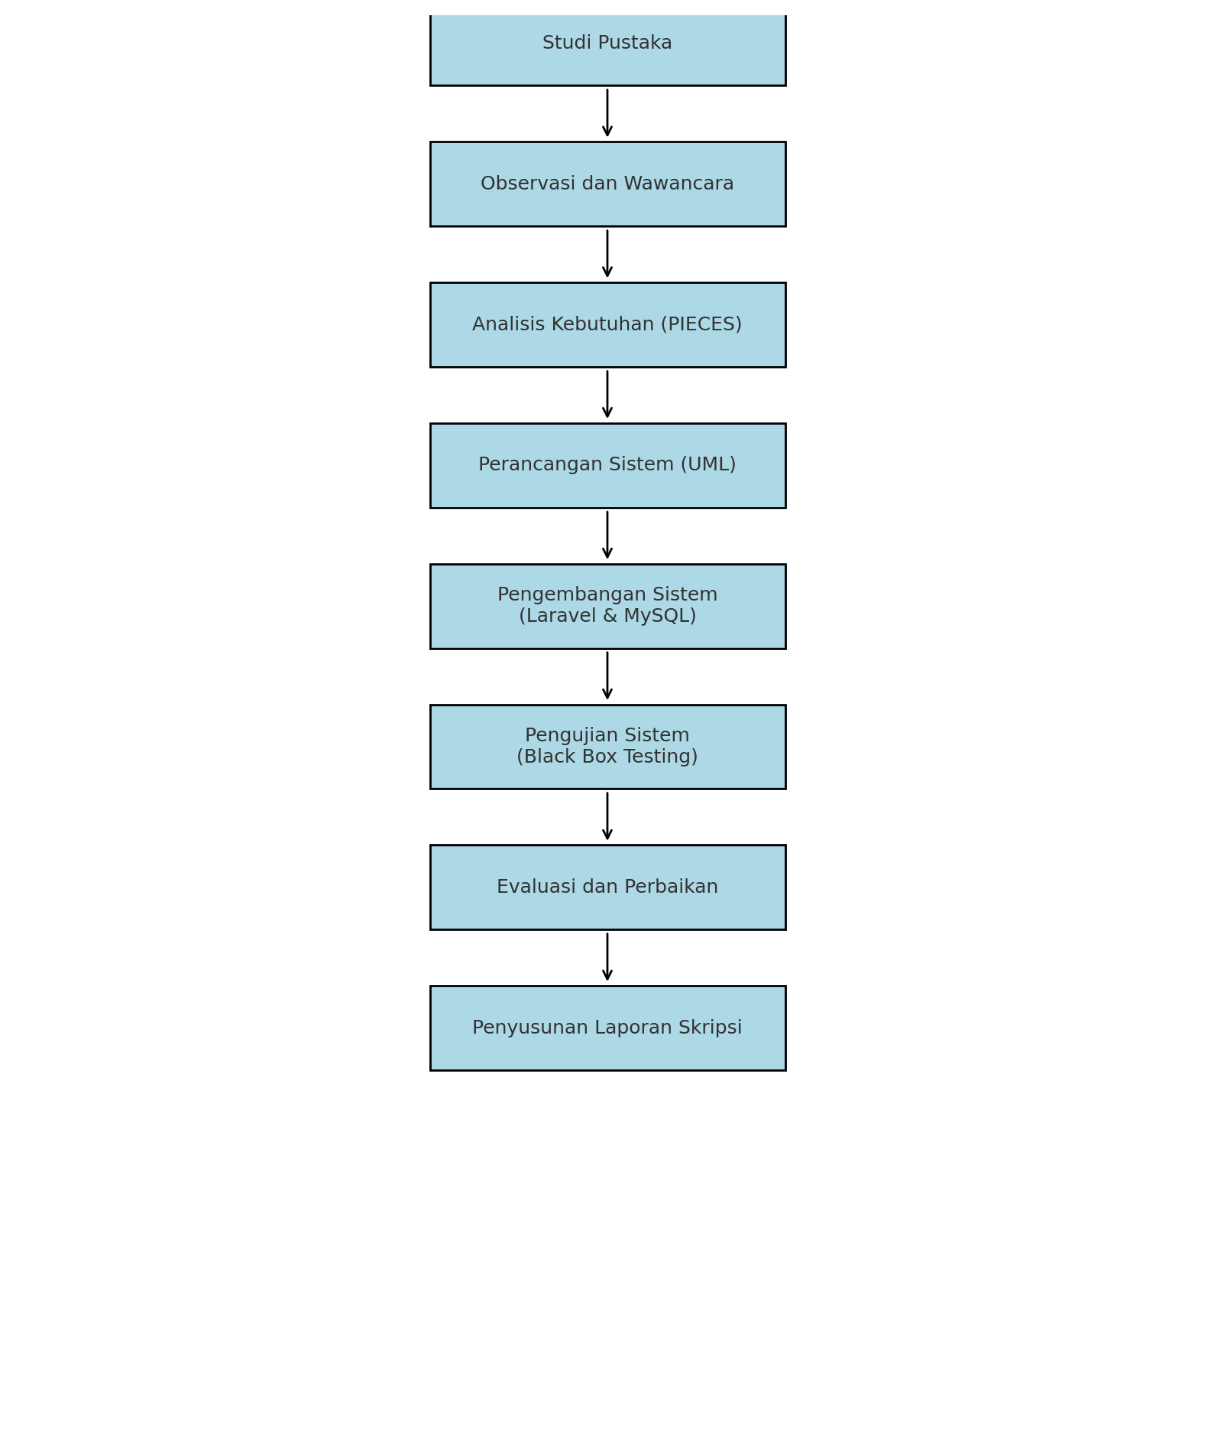 Studi Pustaka
Observasi dan Wawancara
Analisis Kebutuhan (PIECES)
Perancangan Sistem (UML)
Pengembangan Sistem
(Laravel & MySQL)
Pengujian Sistem
(Black Box Testing)
Evaluasi dan Perbaikan
Penyusunan Laporan Skripsi